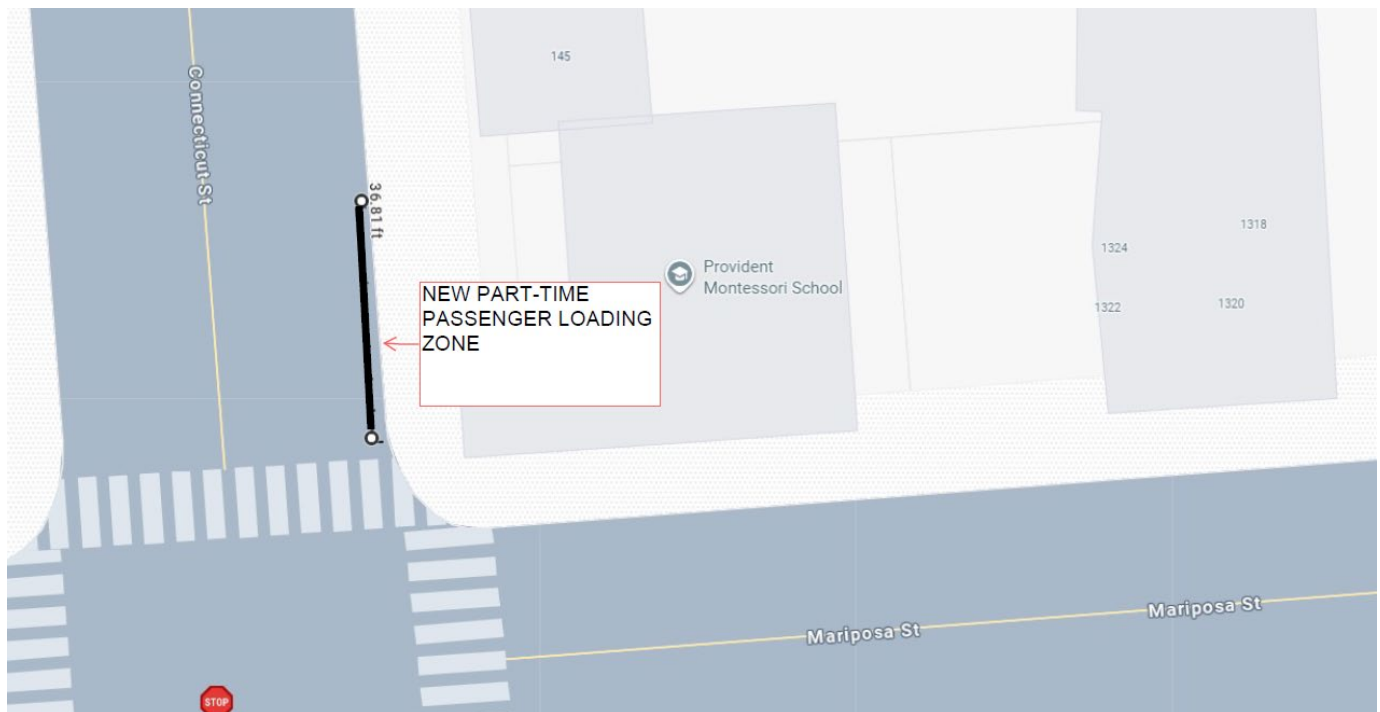 145
Connecticut St
36.81 ft
1318
1324
Provident
Montessori School
NEW PART-TIME
PASSENGER LOADING
ZONE
1322
1320
Mariposa St
Mariposa St
STOP